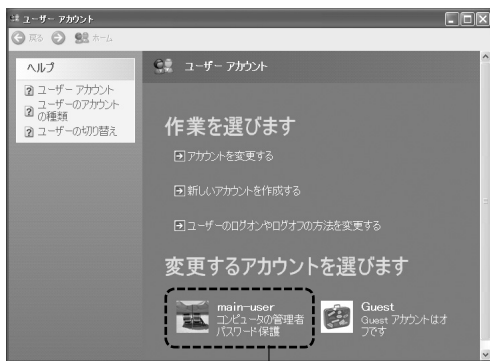 ユーザー アカウント
戻る
ホーム
ヘルプ
ユーザー アカウント
ユーザーのアカウント
の種類
ユーザーの切り替え
ユーザー アカウント
作業を選びます
アカウントを変更する
新しいアカウントを作成する
ユーザーのログオンやログオフの方法を変更する
変更するアカウントを選びます
main-user
コンピュータの管理者
パスワード保護
Guest
Guest アカウントはオ
フです